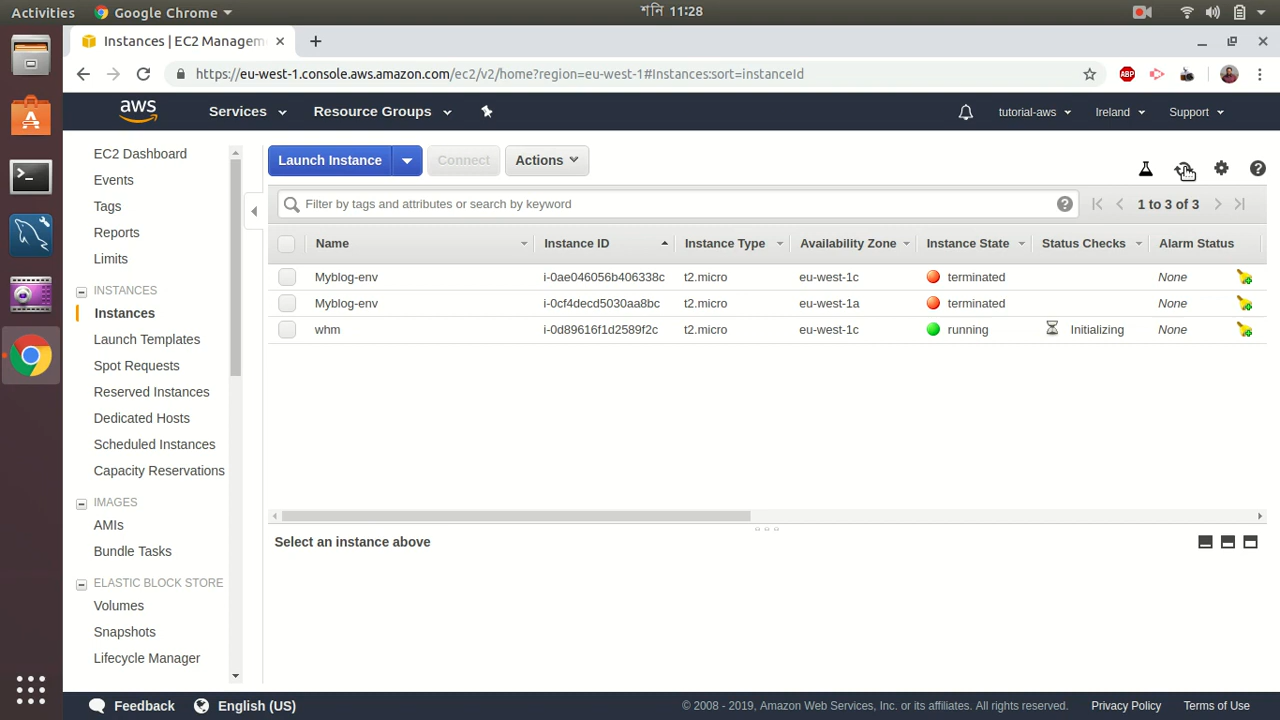 Activities Google Chrome শনি 11:28
Instances | EC2 Managem
https://eu-west-1.console.aws.amazon.com/ec2/v2/home?region=eu-west-1#Instances:sort=instanceId
ABP
aws Services Resource Groups tutorial-aws Ireland Support
EC2 Dashboard
Events
Tags
Reports
Limits
INSTANCES
Instances
Launch Templates
Spot Requests
Reserved Instances
Dedicated Hosts
Scheduled Instances
Capacity Reservations
IMAGES
AMIs
Bundle Tasks
ELASTIC BLOCK STORE
Volumes
Snapshots
Lifecycle Manager
Launch Instance Connect Actions
Filter by tags and attributes or search by keyword 1 to 3 of 3
Name Instance ID Instance Type Availability Zone Instance State Status Checks Alarm Status
Myblog-env i-0ae046056b406338c t2.micro eu-west-1c terminated None
Myblog-env i-0cf4decd5030aa8bc t2.micro eu-west-1a terminated None
whm i-0d89616f1d2589f2c t2.micro eu-west-1c running Initializing None
Select an instance above
Feedback English (US) © 2008 - 2019, Amazon Web Services, Inc. or its affiliates. All rights reserved. Privacy Policy Terms of Use